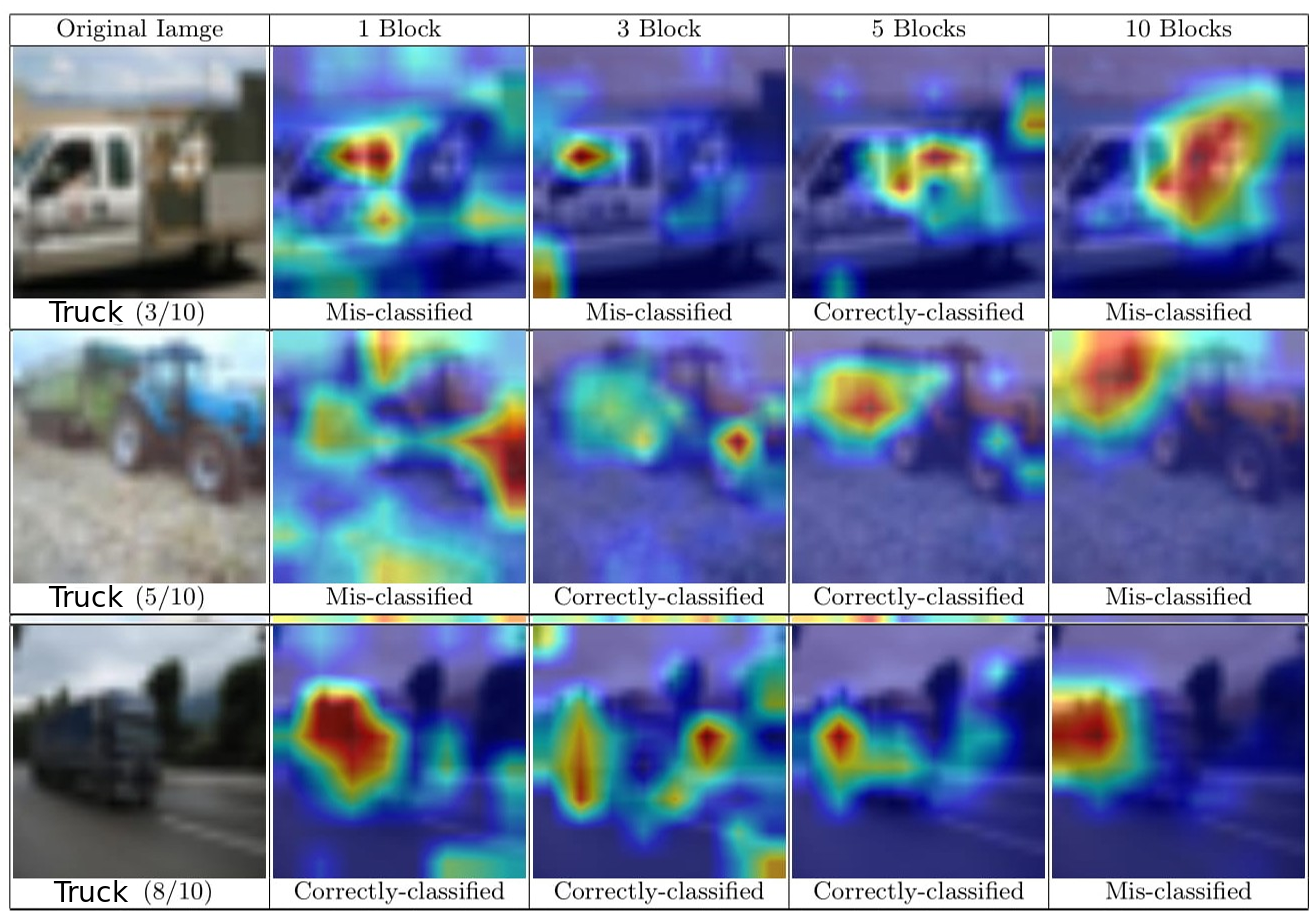 Original Iamge 1 Block 3 Block 5 Blocks 10 Blocks
Truck (3/10) Mis-classified Mis-classified Correctly-classified Mis-classified
Truck (5/10) Mis-classified Correctly-classified Correctly-classified Mis-classified
Truck (8/10) Correctly-classified Correctly-classified Correctly-classified Mis-classified